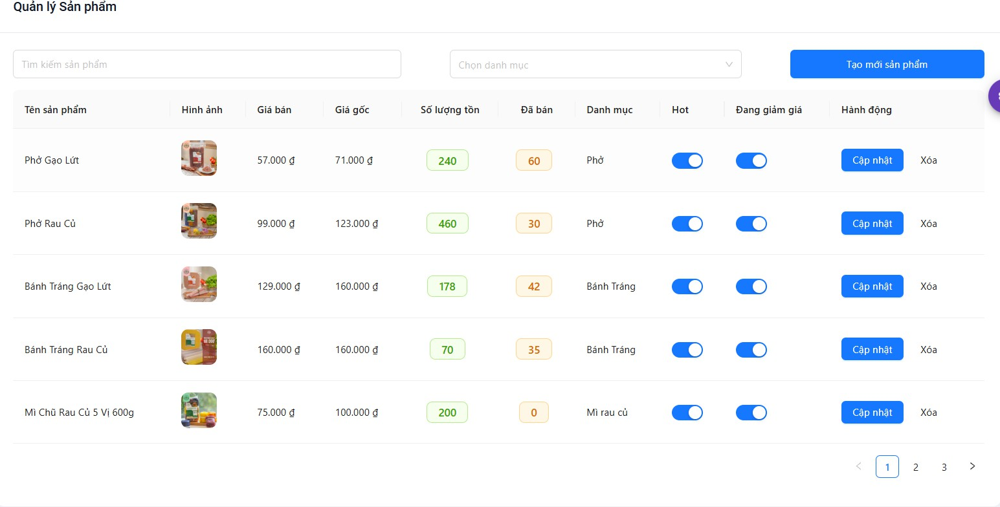 Quản lý Sản phẩm
Tìm kiếm sản phẩm Chọn danh mục Tạo mới sản phẩm
Tên sản phẩm Hình ảnh Giá bán Giá gốc Số lượng tồn Đã bán Danh mục Hot Đang giảm giá Hành động
Phở Gạo Lứt 57.000 ₫ 71.000 ₫ 240 60 Phở Cập nhật Xóa
Phở Rau Củ 99.000 ₫ 123.000 ₫ 460 30 Phở Cập nhật Xóa
Bánh Tráng Gạo Lứt 129.000 ₫ 160.000 ₫ 178 42 Bánh Tráng Cập nhật Xóa
Bánh Tráng Rau Củ 160.000 ₫ 160.000 ₫ 70 35 Bánh Tráng Cập nhật Xóa
Mì Chũ Rau Củ 5 Vị 600g 75.000 ₫ 100.000 ₫ 200 0 Mì rau củ Cập nhật Xóa
< 1 2 3 >